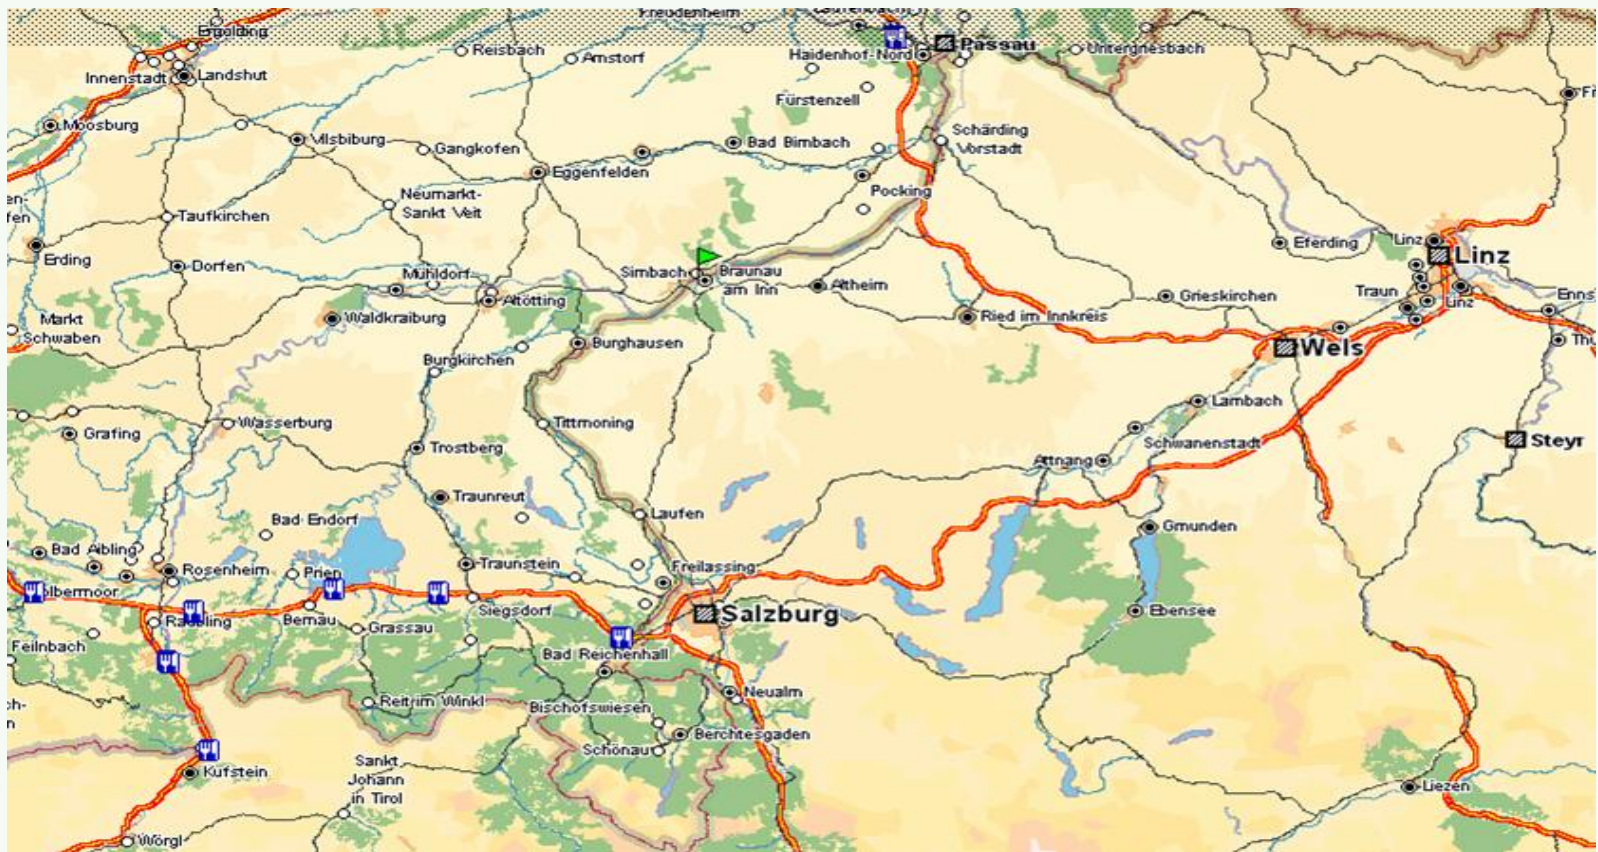 Freudenheim
Ergolding
Reisbach
Arnstorf
Haidenhof-Nord
Passau
Untergriesbach
Innenstadt
Landshut
Fürstenzell
Moosburg
Vilsbiburg
Gangkofen
Bad Birnbach
Schärding
Vorstadt
Eggenfelden
Neumarkt-
Sankt Veit
Pocking
Taufkirchen
Erding
Dorfen
Eferding
Linz
Linz
Mühldorf
Simbach
Braunau
am Inn
Altheim
Altötting
Grieskirchen
Traun
Linz
Enns
Markt
Schwaben
Waldkraiburg
Ried im Innkreis
Burghausen
Wels
Burgkirchen
Lambach
Grafing
Wasserburg
Tittmoning
Schwanenstadt
Steyr
Trostberg
Attnang
Traunreut
Laufen
Bad Endorf
Gmunden
Bad Aibling
Rosenheim
Prien
Traunstein
Freilassing
olbermoor
Raubling
Bernau
Siegsdorf
Salzburg
Ebensee
Grassau
Feilnbach
Bad Reichenhall
Reit im Winkl
Bischofswiesen
Neualm
Schönau
Berchtesgaden
Kufstein
Sankt
Johann
in Tirol
Liezen
Wörgl